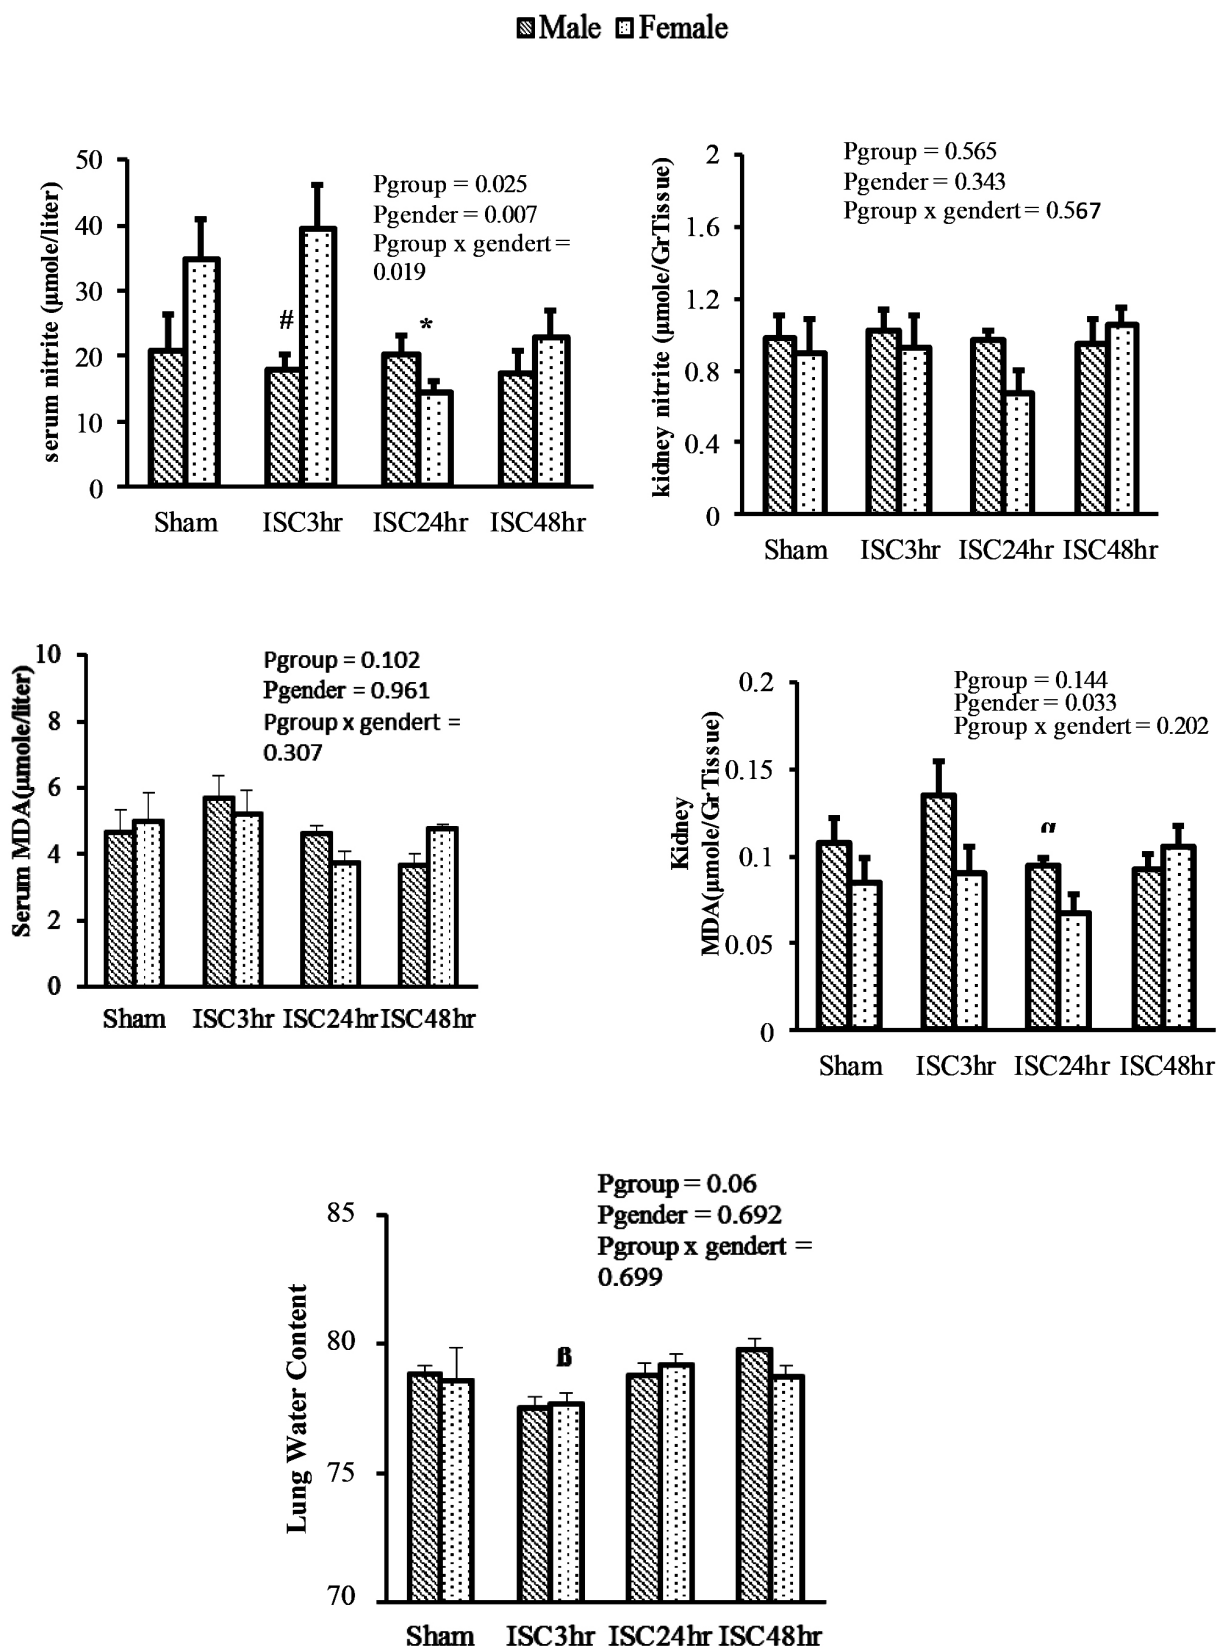 Male Female
serum nitrite (µmole/liter)
50
40
30
20
10
0
Pgroup = 0.025
Pgender = 0.007
Pgroup x gendert =
0.019
#
*
Sham ISC3hr ISC24hr ISC48hr
kidney nitrite (µmole/GrTissue)
2
1.6
1.2
0.8
0.4
0
Pgroup = 0.565
Pgender = 0.343
Pgroup x gendert = 0.567
Sham ISC3hr ISC24hr ISC48hr
Serum MDA(µmole/liter)
10
8
6
4
2
0
Pgroup = 0.102
Pgender = 0.961
Pgroup x gendert =
0.307
Sham ISC3hr ISC24hr ISC48hr
Kidney
MDA(µmole/GrTissue)
0.2
0.15
0.1
0.05
0
Pgroup = 0.144
Pgender = 0.033
Pgroup x gendert = 0.202
α
Sham ISC3hr ISC24hr ISC48hr
Lung Water Content
85
80
75
70
Pgroup = 0.06
Pgender = 0.692
Pgroup x gendert =
0.699
ß
Sham ISC3hr ISC24hr ISC48hr